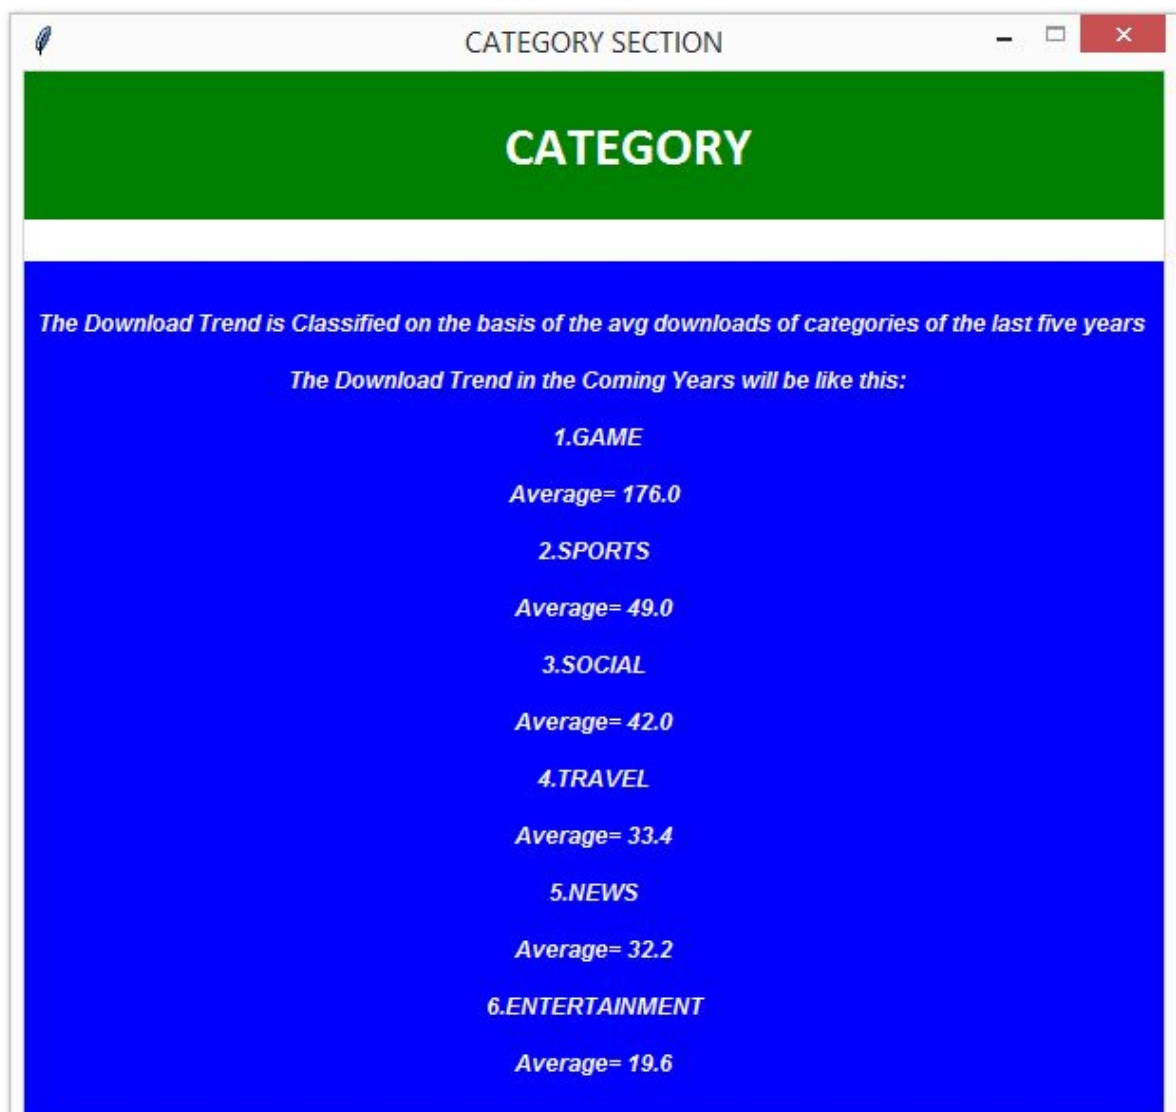 CATEGORY SECTION
CATEGORY
The Download Trend is Classified on the basis of the avg downloads of categories of the last five years
The Download Trend in the Coming Years will be like this:
1.GAME
Average= 176.0
2.SPORTS
Average= 49.0
3.SOCIAL
Average= 42.0
4.TRAVEL
Average= 33.4
5.NEWS
Average= 32.2
6.ENTERTAINMENT
Average= 19.6